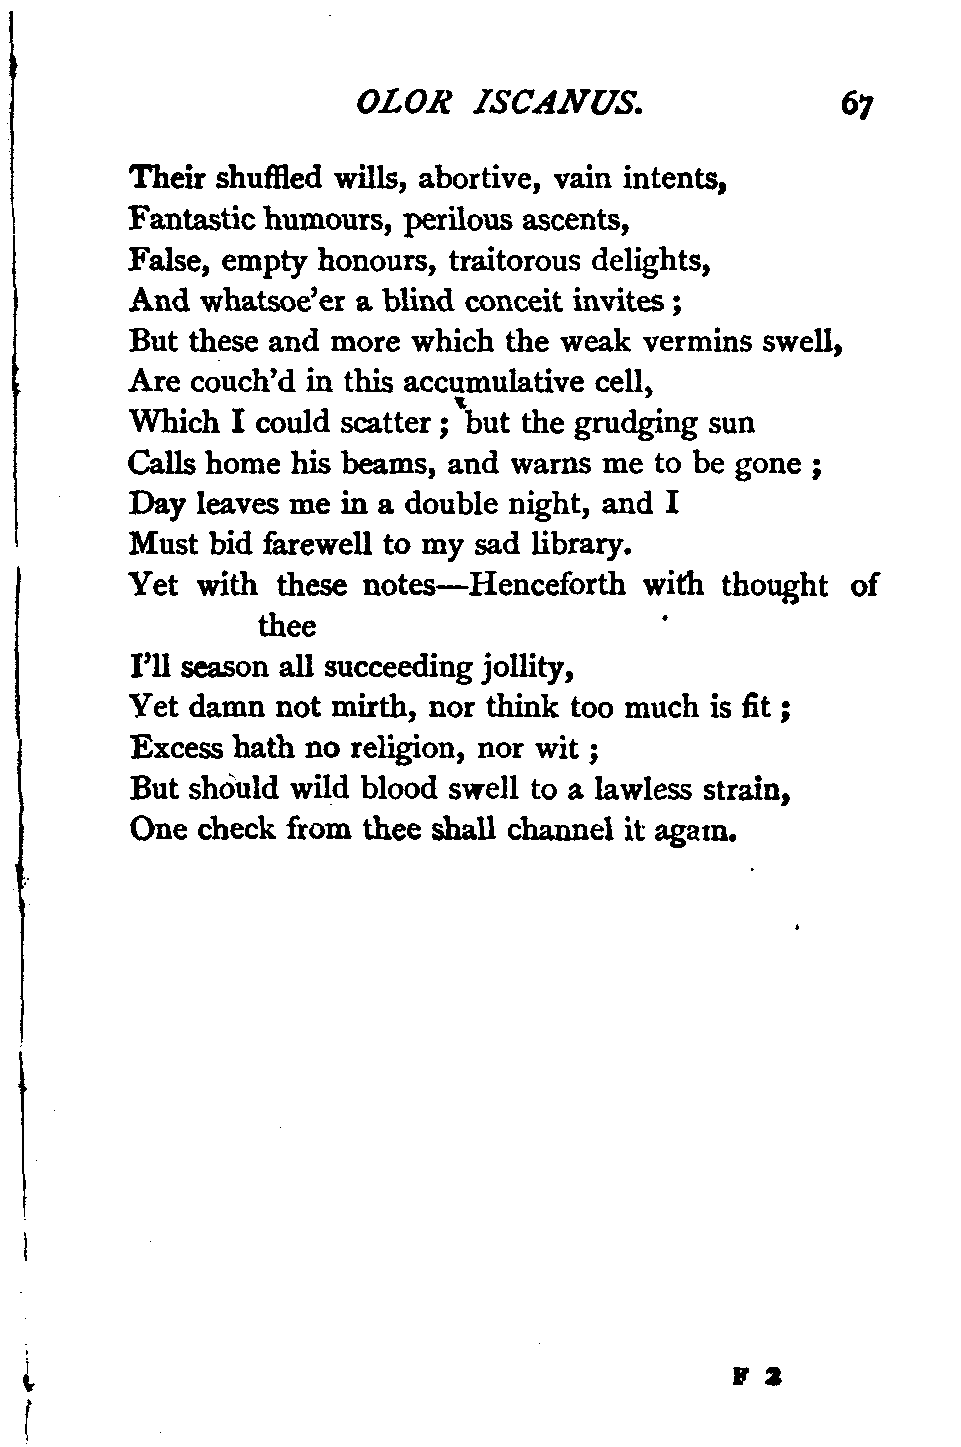 OLOR ISCANUS. 67
Their shuffled wills, abortive, vain intents,
Fantastic humours, perilous ascents,
False, empty honours, traitorous delights,
And whatsoe'er a blind conceit invites ;
But these and more which the weak vermins swell,
Are couch'd in this accumulative cell,
Which I could scatter ; but the grudging sun
Calls home his beams, and warns me to be gone ;
Day leaves me in a double night, and I
Must bid farewell to my sad library.
Yet with these notes—Henceforth with thought of
thee
I'll season all succeeding jollity,
Yet damn not mirth, nor think too much is fit ;
Excess hath no religion, nor wit ;
But should wild blood swell to a lawless strain,
One check from thee shall channel it again.
F 2